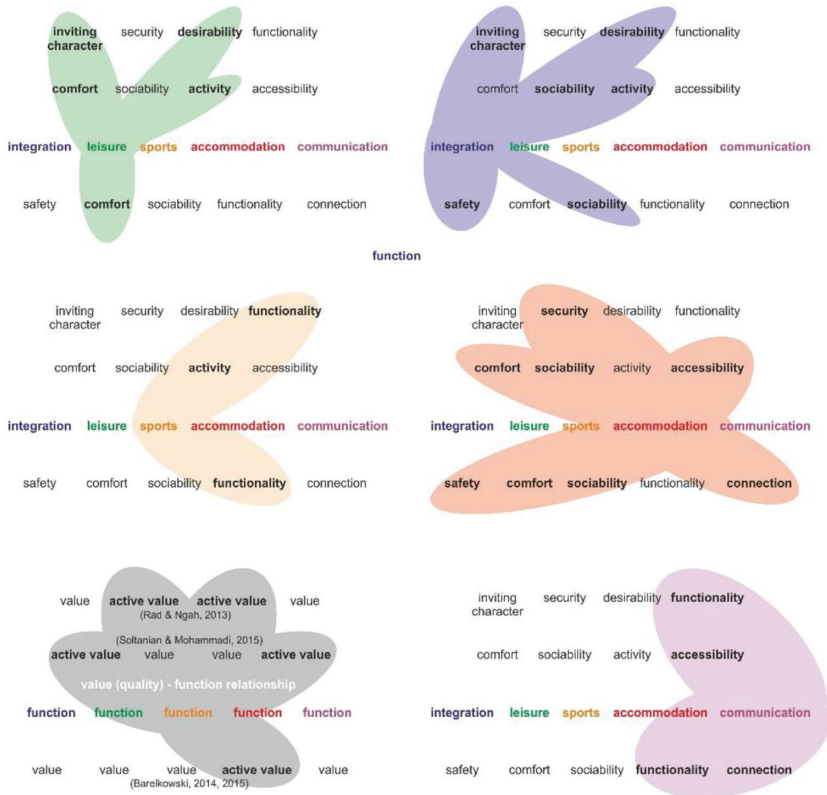 inviting character security desirability functionality
comfort sociability activity accessibility
integration leisure sports accommodation communication
safety comfort sociability functionality connection
inviting character security desirability functionality
comfort sociability activity accessibility
integration leisure sports accommodation communication
safety comfort sociability functionality connection
function
inviting character security desirability functionality
comfort sociability activity accessibility
integration leisure sports accommodation communication
safety comfort sociability functionality connection
inviting character security desirability functionality
comfort sociability activity accessibility
integration leisure sports accommodation communication
safety comfort sociability functionality connection
value active value active value value
(Rad & Ngah, 2013)
(Soltanian & Mohammadi, 2015)
active value value value active value
value (quality) - function relationship
function function function function function
value value value active value value
(Barełkowski, 2014, 2015)
inviting character security desirability functionality
comfort sociability activity accessibility
integration leisure sports accommodation communication
safety comfort sociability functionality connection